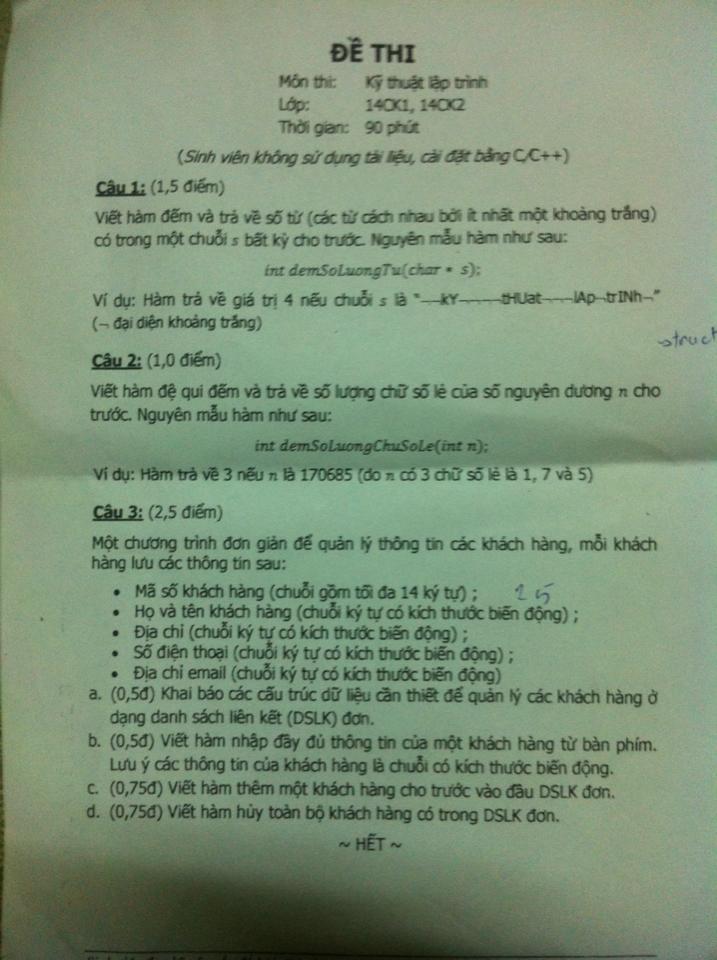 ĐỀ THI
Môn thi: Kỹ thuật lập trình
Lớp: 14CK1, 14CK2
Thời gian: 90 phút
(Sinh viên không sử dụng tài liệu, cài đặt bằng C/C++)
Câu 1: (1,5 điểm)
Viết hàm đếm và trả về số từ (các từ cách nhau bởi ít nhất một khoảng trắng)
có trong một chuỗi s bất kỳ cho trước. Nguyên mẫu hàm như sau:
int demSoLuongTu(char * s);
Ví dụ: Hàm trả về giá trị 4 nếu chuỗi s là "¬¬kY¬¬¬¬tHUat¬¬¬lAp¬trINh¬"
(¬ đại diện khoảng trắng)
struct
Câu 2: (1,0 điểm)
Viết hàm đệ qui đếm và trả về số lượng chữ số lẻ của số nguyên dương n cho
trước. Nguyên mẫu hàm như sau:
int demSoLuongChuSoLe(int n);
Ví dụ: Hàm trả về 3 nếu n là 170685 (do n có 3 chữ số lẻ là 1, 7 và 5)
Câu 3: (2,5 điểm)
Một chương trình đơn giản để quản lý thông tin các khách hàng, mỗi khách
hàng lưu các thông tin sau:
• Mã số khách hàng (chuỗi gồm tối đa 14 ký tự) ; 15
• Họ và tên khách hàng (chuỗi ký tự có kích thước biến động) ;
• Địa chỉ (chuỗi ký tự có kích thước biến động) ;
• Số điện thoại (chuỗi ký tự có kích thước biến động) ;
• Địa chỉ email (chuỗi ký tự có kích thước biến động)
a. (0,5đ) Khai báo các cấu trúc dữ liệu cần thiết để quản lý các khách hàng ở
dạng danh sách liên kết (DSLK) đơn.
b. (0,5đ) Viết hàm nhập đầy đủ thông tin của một khách hàng từ bàn phím.
Lưu ý các thông tin của khách hàng là chuỗi có kích thước biến động.
c. (0,75đ) Viết hàm thêm một khách hàng cho trước vào đầu DSLK đơn.
d. (0,75đ) Viết hàm hủy toàn bộ khách hàng có trong DSLK đơn.
~ HẾT ~